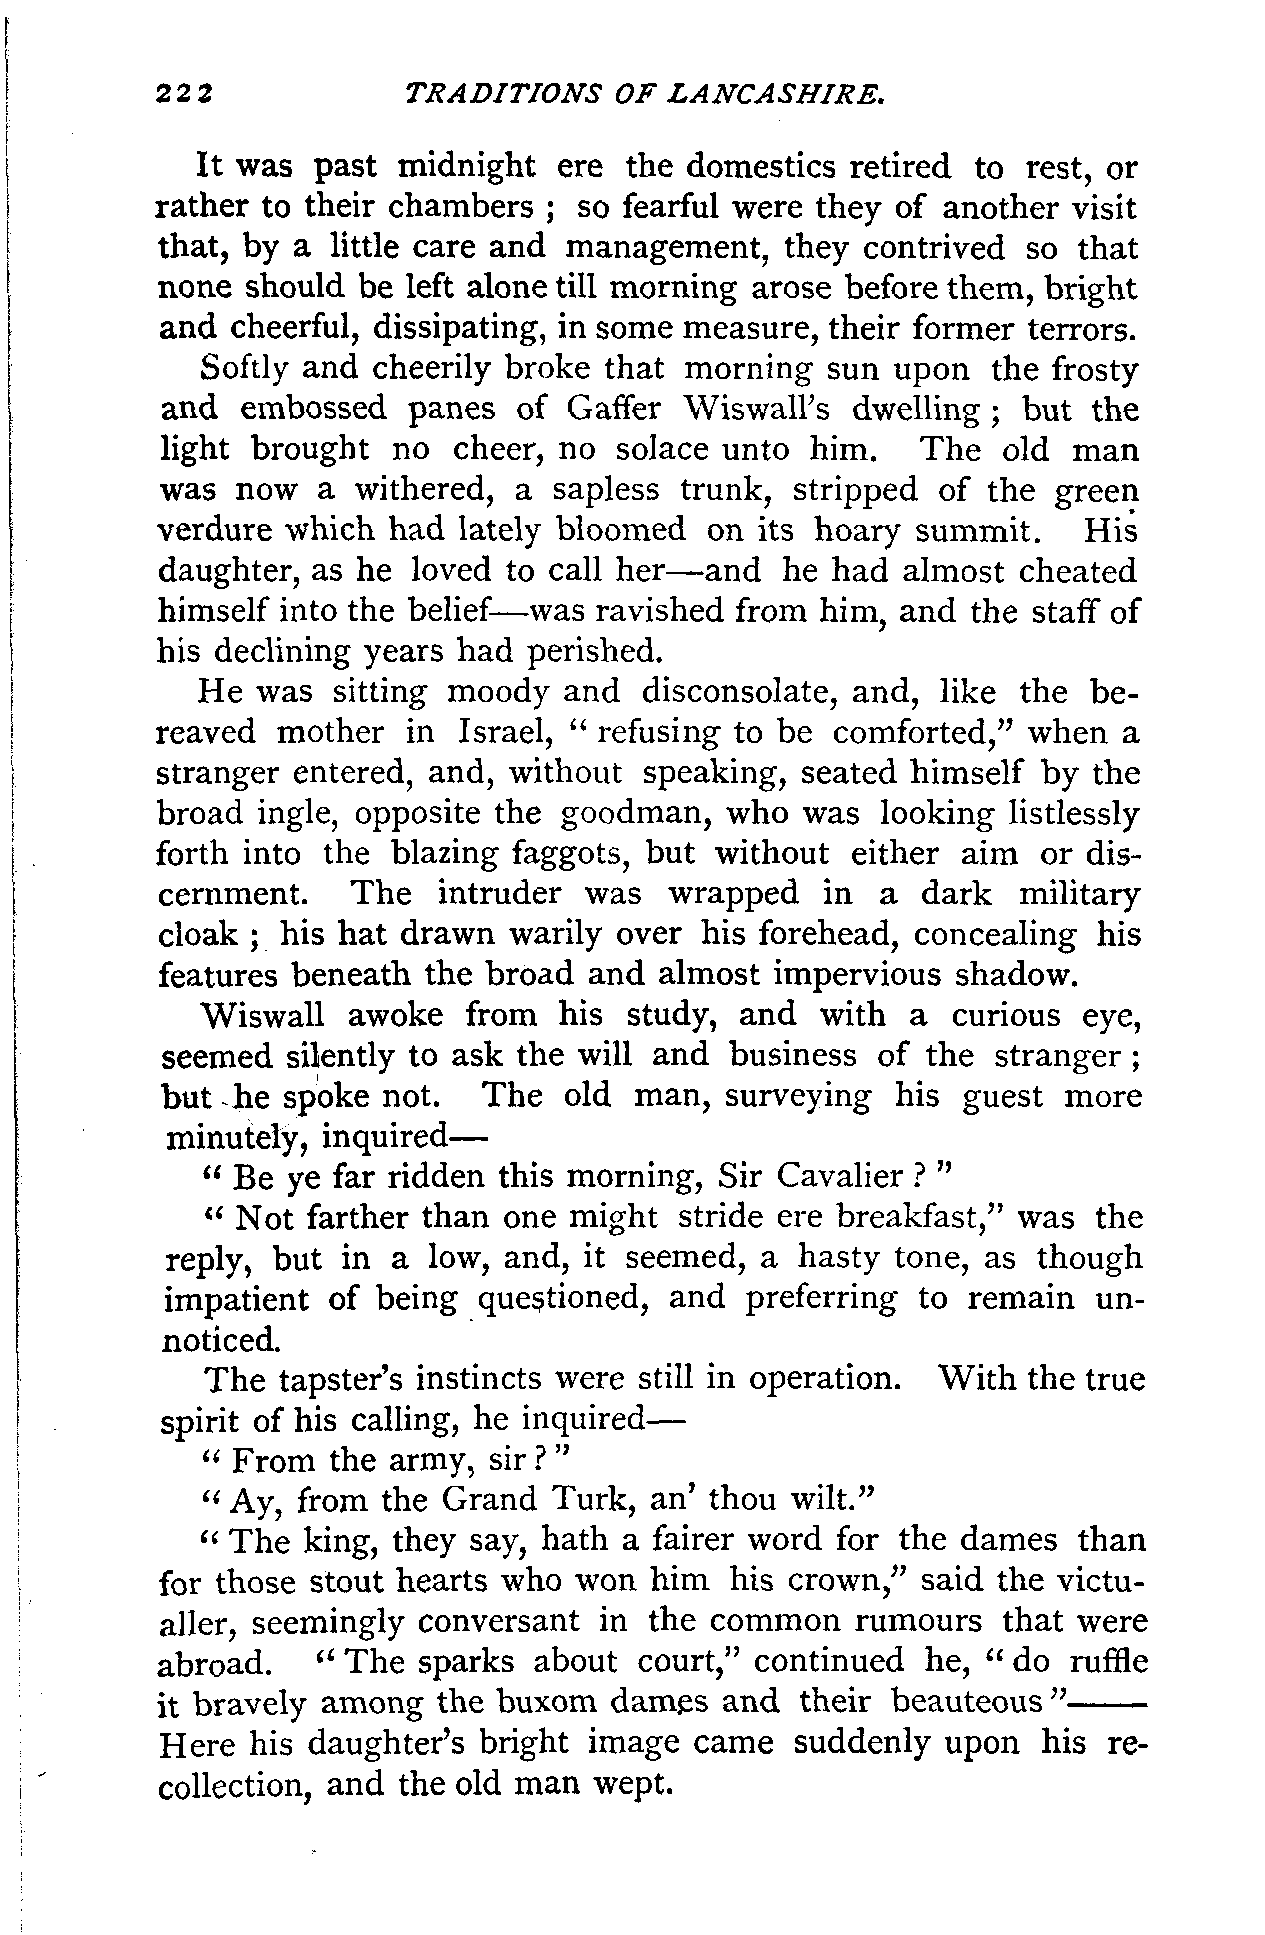 222 TRADITIONS OF LANCASHIRE.
It was past midnight ere the domestics retired to rest, or
rather to their chambers ; so fearful were they of another visit
that, by a little care and management, they contrived so that
none should be left alone till morning arose before them, bright
and cheerful, dissipating, in some measure, their former terrors.
Softly and cheerily broke that morning sun upon the frosty
and embossed panes of Gaffer Wiswall's dwelling ; but the
light brought no cheer, no solace unto him. The old man
was now a withered, a sapless trunk, stripped of the green
verdure which had lately bloomed on its hoary summit. His
daughter, as he loved to call her—and he had almost cheated
himself into the belief—was ravished from him, and the staff of
his declining years had perished.
He was sitting moody and disconsolate, and, like the be-
reaved mother in Israel, “ refusing to be comforted,” when a
stranger entered, and, without speaking, seated himself by the
broad ingle, opposite the goodman, who was looking listlessly
forth into the blazing faggots, but without either aim or dis-
cernment. The intruder was wrapped in a dark military
cloak ; his hat drawn warily over his forehead, concealing his
features beneath the broad and almost impervious shadow.
Wiswall awoke from his study, and with a curious eye,
seemed silently to ask the will and business of the stranger ;
but he spoke not. The old man, surveying his guest more
minutely, inquired—
“ Be ye far ridden this morning, Sir Cavalier ? ”
“ Not farther than one might stride ere breakfast,” was the
reply, but in a low, and, it seemed, a hasty tone, as though
impatient of being questioned, and preferring to remain un-
noticed.
The tapster's instincts were still in operation. With the true
spirit of his calling, he inquired—
“ From the army, sir ? ”
“ Ay, from the Grand Turk, an' thou wilt.”
“ The king, they say, hath a fairer word for the dames than
for those stout hearts who won him his crown,” said the victu-
aller, seemingly conversant in the common rumours that were
abroad. “ The sparks about court,” continued he, “ do ruffle
it bravely among the buxom dames and their beauteous ”——
Here his daughter's bright image came suddenly upon his re-
collection, and the old man wept.